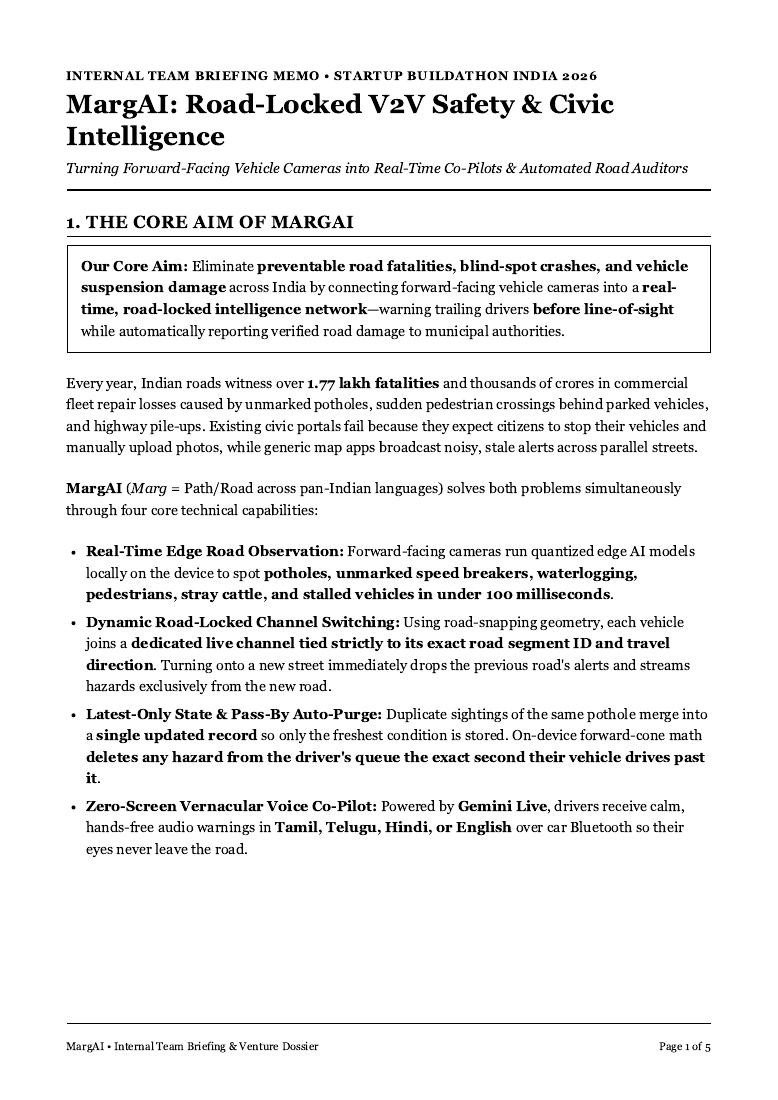 INTERNAL TEAM BRIEFING MEMO • STARTUP BUILDATHON INDIA 2026
MargAI: Road-Locked V2V Safety & Civic
Intelligence
Turning Forward-Facing Vehicle Cameras into Real-Time Co-Pilots & Automated Road Auditors
1. THE CORE AIM OF MARGAI
Our Core Aim: Eliminate preventable road fatalities, blind-spot crashes, and vehicle
suspension damage across India by connecting forward-facing vehicle cameras into a real-
time, road-locked intelligence network—warning trailing drivers before line-of-sight
while automatically reporting verified road damage to municipal authorities.
Every year, Indian roads witness over 1.77 lakh fatalities and thousands of crores in commercial
fleet repair losses caused by unmarked potholes, sudden pedestrian crossings behind parked vehicles,
and highway pile-ups. Existing civic portals fail because they expect citizens to stop their vehicles and
manually upload photos, while generic map apps broadcast noisy, stale alerts across parallel streets.
MargAI (Marg = Path/Road across pan-Indian languages) solves both problems simultaneously
through four core technical capabilities:
• Real-Time Edge Road Observation: Forward-facing cameras run quantized edge AI models
locally on the device to spot potholes, unmarked speed breakers, waterlogging,
pedestrians, stray cattle, and stalled vehicles in under 100 milliseconds.
• Dynamic Road-Locked Channel Switching: Using road-snapping geometry, each vehicle
joins a dedicated live channel tied strictly to its exact road segment ID and travel
direction. Turning onto a new street immediately drops the previous road's alerts and streams
hazards exclusively from the new road.
• Latest-Only State & Pass-By Auto-Purge: Duplicate sightings of the same pothole merge into
a single updated record so only the freshest condition is stored. On-device forward-cone math
deletes any hazard from the driver's queue the exact second their vehicle drives past
it.
• Zero-Screen Vernacular Voice Co-Pilot: Powered by Gemini Live, drivers receive calm,
hands-free audio warnings in Tamil, Telugu, Hindi, or English over car Bluetooth so their
eyes never leave the road.
MargAI • Internal Team Briefing & Venture Dossier
Page 1 of 5